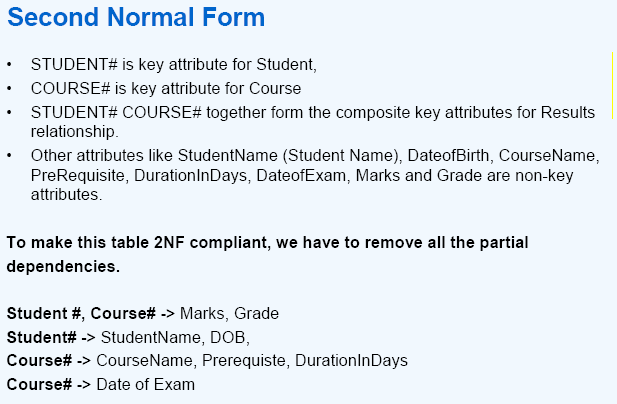 Second Normal Form
• STUDENT# is key attribute for Student,
• COURSE# is key attribute for Course
• STUDENT# COURSE# together form the composite key attributes for Results
relationship.
• Other attributes like StudentName (Student Name), DateofBirth, CourseName,
PreRequisite, DurationInDays, DateofExam, Marks and Grade are non-key
attributes.
To make this table 2NF compliant, we have to remove all the partial
dependencies.
Student #, Course# -> Marks, Grade
Student# -> StudentName, DOB,
Course# -> CourseName, Prerequiste, DurationInDays
Course# -> Date of Exam